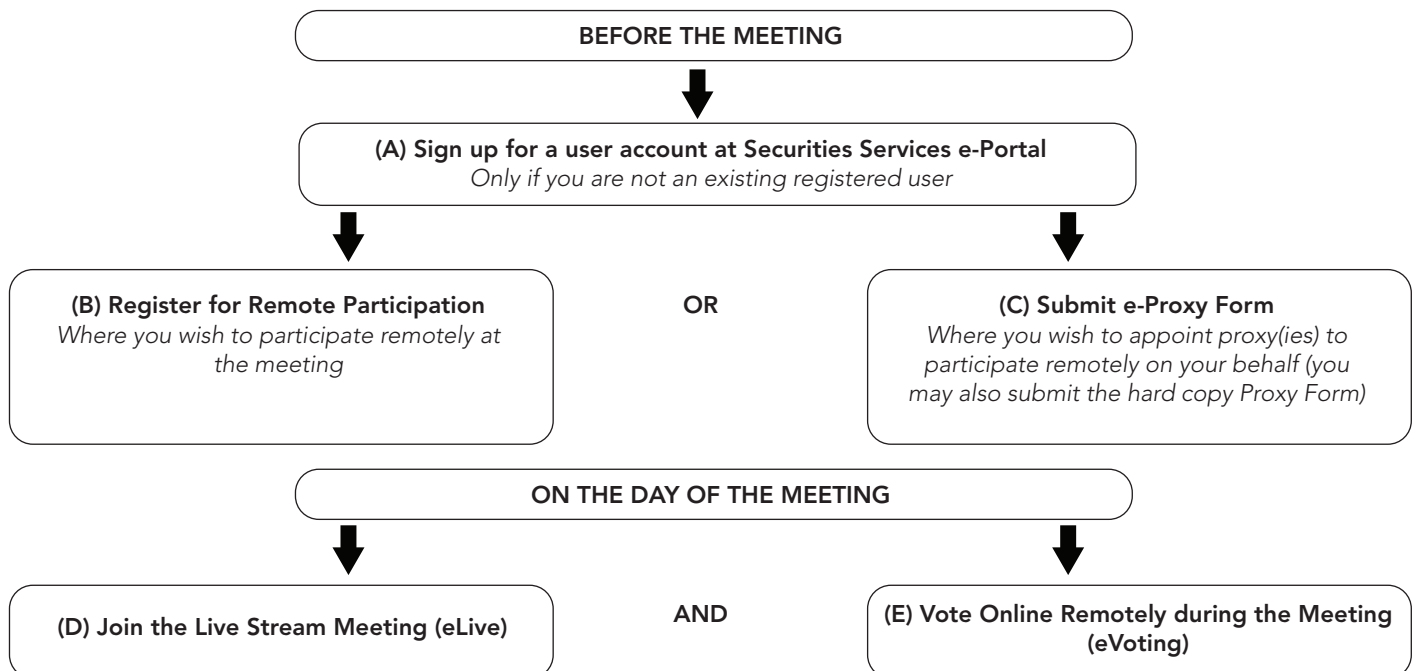 BEFORE THE MEETING
(A) Sign up for a user account at Securities Services e-Portal
Only if you are not an existing registered user
(B) Register for Remote Participation
Where you wish to participate remotely at
the meeting
OR
(C) Submit e-Proxy Form
Where you wish to appoint proxy(ies) to
participate remotely on your behalf (you
may also submit the hard copy Proxy Form)
ON THE DAY OF THE MEETING
(D) Join the Live Stream Meeting (eLive)
AND
(E) Vote Online Remotely during the Meeting
(eVoting)